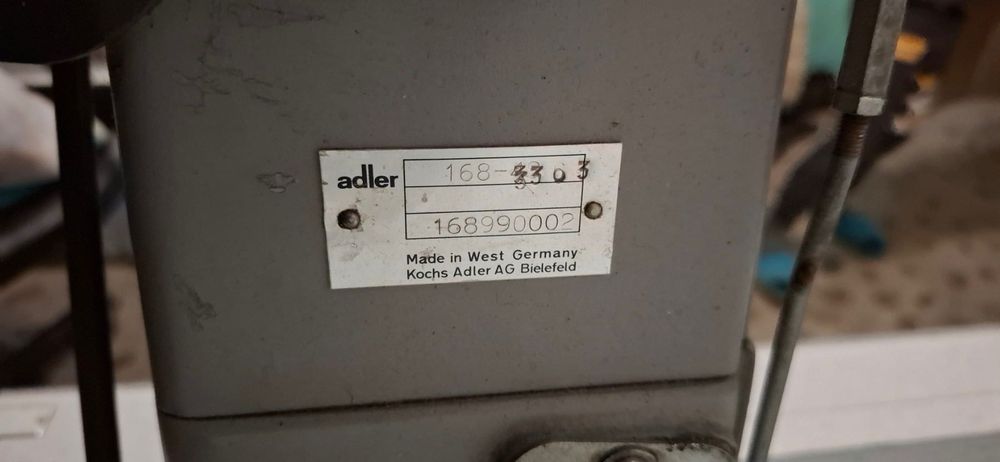 adler
168-
168990002
Made in West Germany
Kochs Adler AG Bielefeld